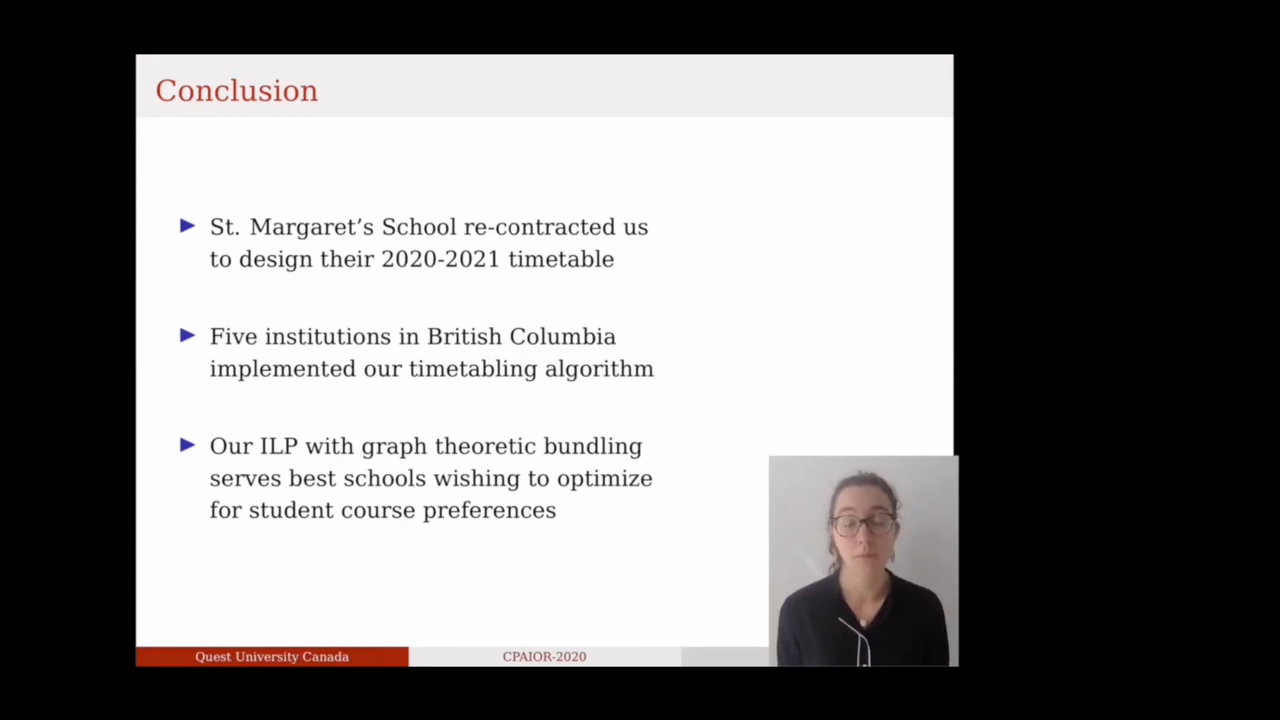 Conclusion
► St. Margaret's School re-contracted us
to design their 2020-2021 timetable
► Five institutions in British Columbia
implemented our timetabling algorithm
► Our ILP with graph theoretic bundling
serves best schools wishing to optimize
for student course preferences
Quest University Canada
CPAIOR-2020